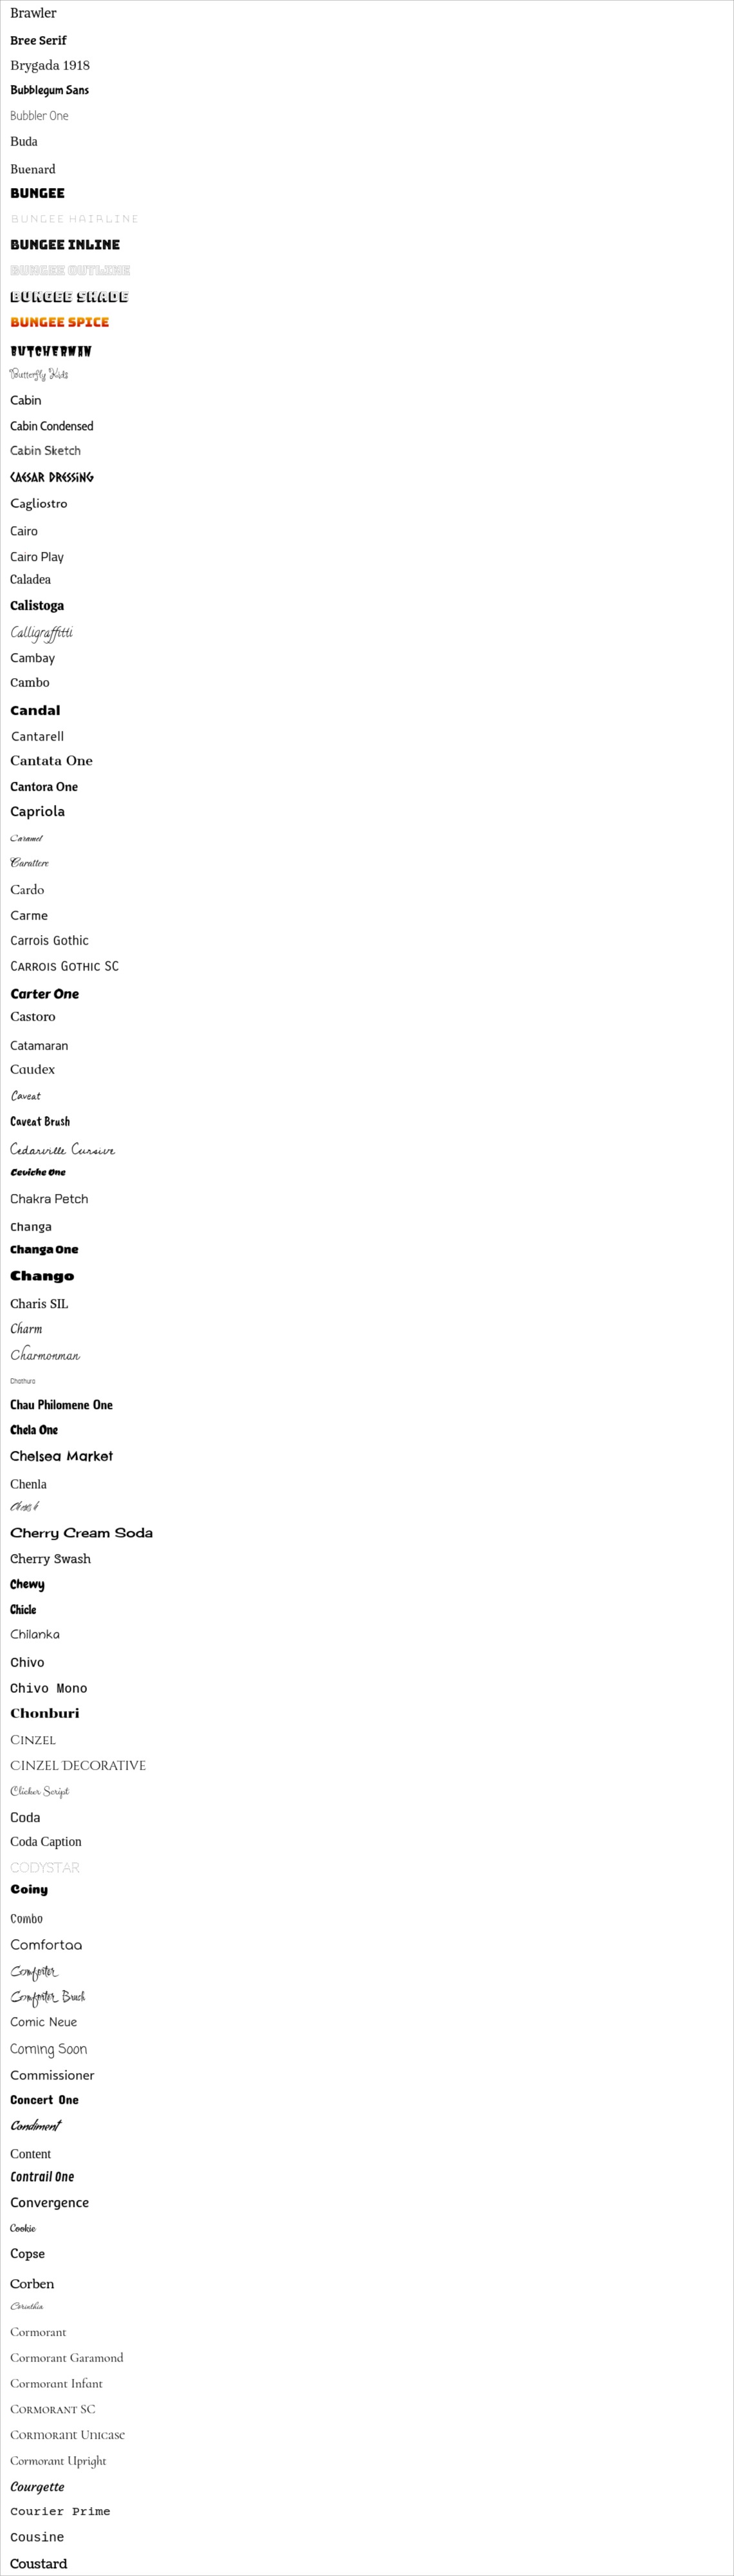 Brawler
Bree Serif
Brygada 1918
Bubblegum Sans
Bubbler One
Buda
Buenard
BUNGEE
BUNGEE HAIRLINE
BUNGEE INLINE
BUNGEE OUTLINE
BUNGEE SHADE
BUNGEE SPICE
BUTCHERMAN
Butterfly Kids
Cabin
Cabin Condensed
Cabin Sketch
CAESAR DRESSING
Cagliostro
Cairo
Cairo Play
Caladea
Calistoga
Calligraffitti
Cambay
Cambo
Candal
Cantarell
Cantata One
Cantora One
Capriola
Caramel
Carattere
Cardo
Carme
Carrois Gothic
CARROIS GOTHIC SC
Carter One
Castoro
Catamaran
Caudex
Caveat
Caveat Brush
Cedarville Cursive
Ceviche One
Chakra Petch
Changa
Changa One
Chango
Charis SIL
Charm
Charmonman
Chathura
Chau Philomene One
Chela One
Chelsea Market
Chenla
Cherry Cream Soda
Cherry Swash
Chewy
Chicle
Chilanka
Chivo
Chivo Mono
Chonburi
CINZEL
CINZEL DECORATIVE
Clicker Script
Coda
Coda Caption
CODYSTAR
Coiny
Combo
Comfortaa
Comforter
Comforter Brush
Comic Neue
Coming Soon
Commissioner
Concert One
Condiment
Content
Contrail One
Convergence
Cookie
Copse
Corben
Corinthia
Cormorant
Cormorant Garamond
Cormorant Infant
CORMORANT SC
Cormorant Unicase
Cormorant Upright
Courgette
Courier Prime
Cousine
Coustard